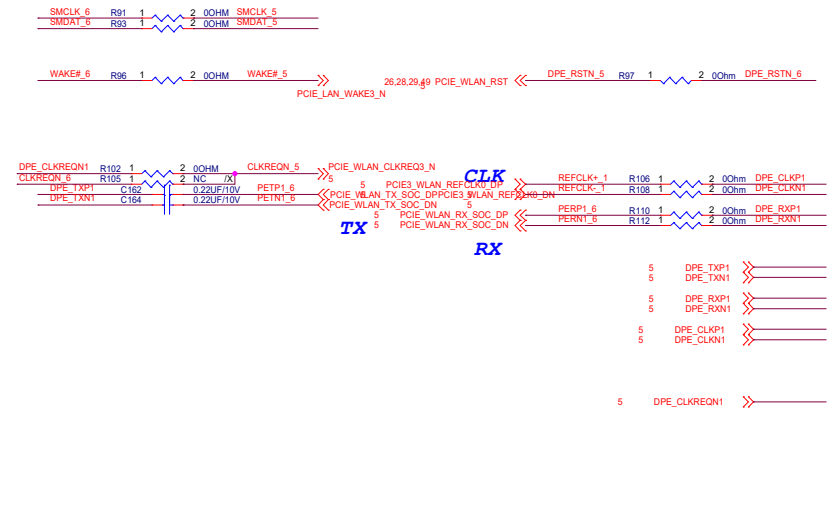 SMCLK_6 R91 1 2 0OHM SMCLK_5
SMDAT_6 R93 1 2 0OHM SMDAT_5
WAKE#_6 R96 1 2 0OHM WAKE#_5
PCIE_LAN_WAKE3_N
26,28,29,49 PCIE_WLAN_RST DPE_RSTN_5 R97 1 2 0Ohm DPE_RSTN_6
5
DPE_CLKREQN1 R102 1 2 0OHM CLKREQN_5 PCIE_WLAN_CLKREQ3_N
CLKREQN_6 R105 1 2 NC /X 5
DPE_TXP1 C162 0.22UF/10V PETP1_6 PCIE_WLAN_TX_SOC_DP 5
DPE_TXN1 C164 0.22UF/10V PETN1_6 PCIE_WLAN_TX_SOC_DN 5
TX
CLK
5 PCIE3_WLAN_REFCLK0_DP REFCLK+_1 R106 1 2 0Ohm DPE_CLKP1
5 PCIE3_WLAN_REFCLK0_DN REFCLK-_1 R108 1 2 0Ohm DPE_CLKN1
5 PCIE_WLAN_RX_SOC_DP PERP1_6 R110 1 2 0Ohm DPE_RXP1
5 PCIE_WLAN_RX_SOC_DN PERN1_6 R112 1 2 0Ohm DPE_RXN1
RX
5 DPE_TXP1
5 DPE_TXN1
5 DPE_RXP1
5 DPE_RXN1
5 DPE_CLKP1
5 DPE_CLKN1
5 DPE_CLKREQN1